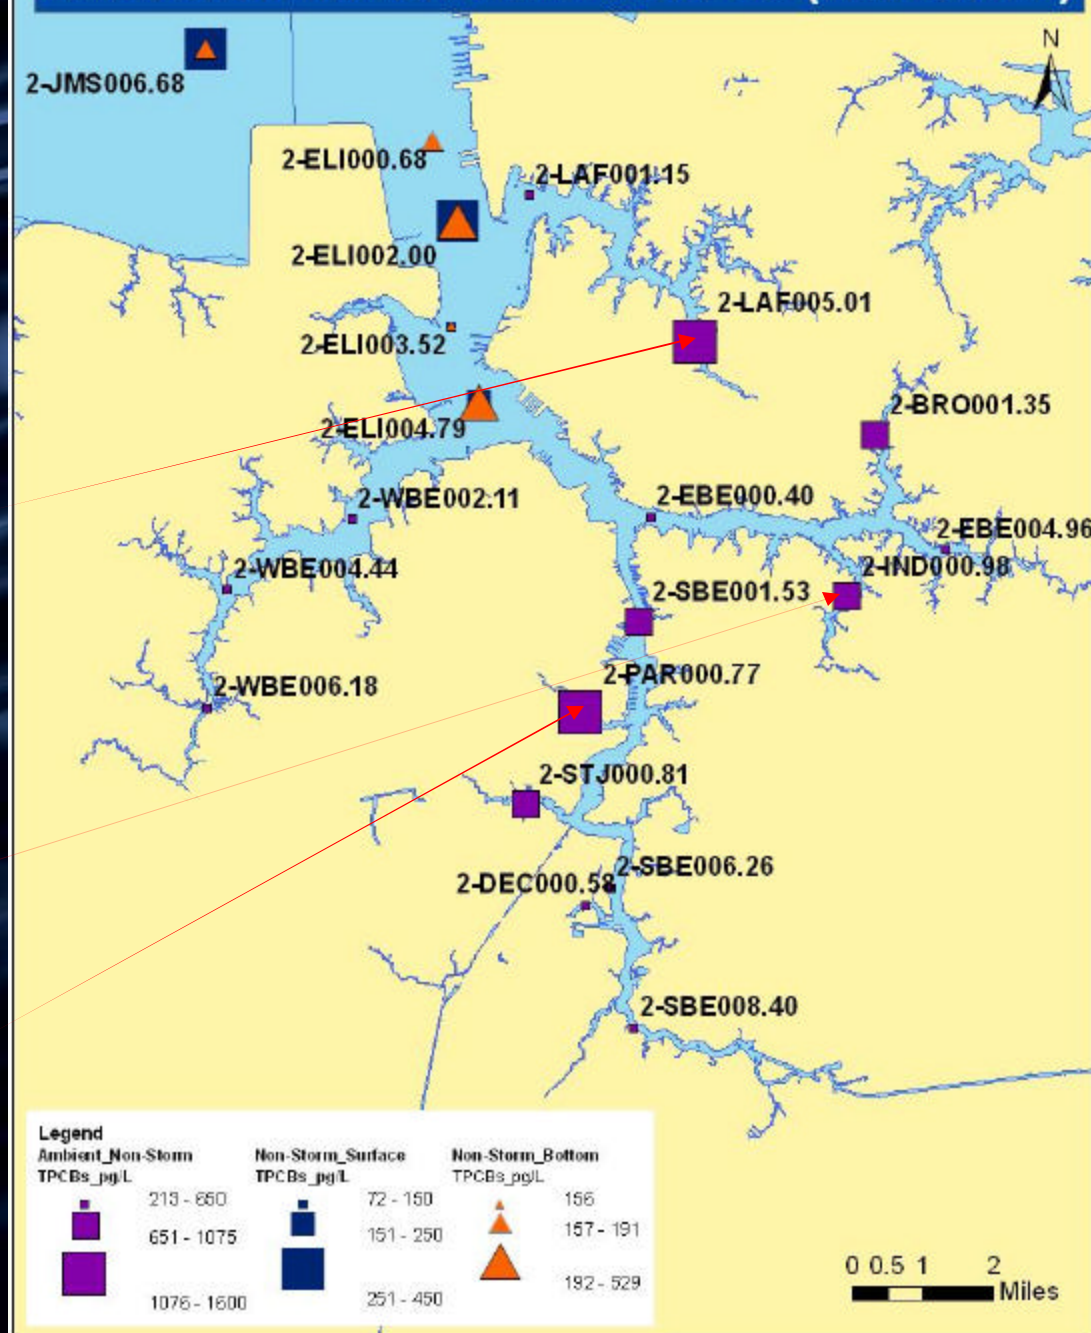 N
2-JMS006.68
2-ELI000.68
2-LAF001.15
2-ELI002.00
2-LAF005.01
2-ELI003.52
2-BRO001.35
2-ELI004.79
2-WBE002.11
2-EBE000.40
2-EBE004.96
2-WBE004.44
2-IND000.98
2-SBE001.53
2-PAR000.77
2-WBE006.18
2-STJ000.81
2-SBE006.26
2-DEC000.58
2-SBE008.40
Legend
Ambient_Non-Storm
TPCBs_pg/L
213 - 650
651 - 1075
1076 - 1600
Non-Storm_Surface
TPCBs_pg/L
72 - 150
151 - 250
251 - 450
Non-Storm_Bottom
TPCBs_pg/L
156
157 - 191
192 - 529
0 0.5 1 2
Miles